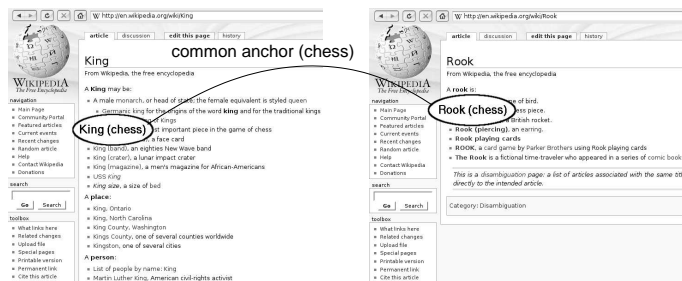 W http://en.wikipedia.org/wiki/King
article discussion edit this page history
King
From Wikipedia, the free encyclopedia
A King may be:
A male monarch, or head of state; the female equivalent is styled queen
Germanic king for the origins of the word king and for the traditional kings
of Kings
King (chess)
most important piece in the game of chess
a face card
King (band), an eighties New Wave band
King (crater), a lunar impact crater
King (magazine), a men's magazine for African-Americans
USS King
King size, a size of bed
A place:
King, Ontario
King, North Carolina
King County, Washington
Kings County, one of several counties worldwide
Kingston, one of several cities
A person:
List of people by name: King
Martin Luther King, American civil-rights activist
WIKIPEDIA
The Free Encyclopedia
navigation
Main Page
Community Portal
Featured articles
Current events
Recent changes
Random article
Help
Contact Wikipedia
Donations
search
Go Search
toolbox
What links here
Related changes
Upload file
Special pages
Printable version
Permanent link
Cite this article
common anchor (chess)
W http://en.wikipedia.org/wiki/Rook
article discussion edit this page history
Rook
From Wikipedia, the free encyclopedia
A rook is:
of bird.
Rook (chess)
ess piece.
British rocket.
Rook (piercing), an earring.
Rook playing cards
ROOK, a card game by Parker Brothers using Rook playing cards
The Rook is a fictional time-traveler who appeared in a series of comic book
This is a disambiguation page: a list of articles associated with the same tit
directly to the intended article.
Category: Disambiguation
WIKIPEDIA
The Free Encyclopedia
navigation
Main Page
Community Portal
Featured articles
Current events
Recent changes
Random article
Help
Contact Wikipedia
Donations
search
Go Search
toolbox
What links here
Related changes
Upload file
Special pages
Printable version
Permanent link
Cite this article